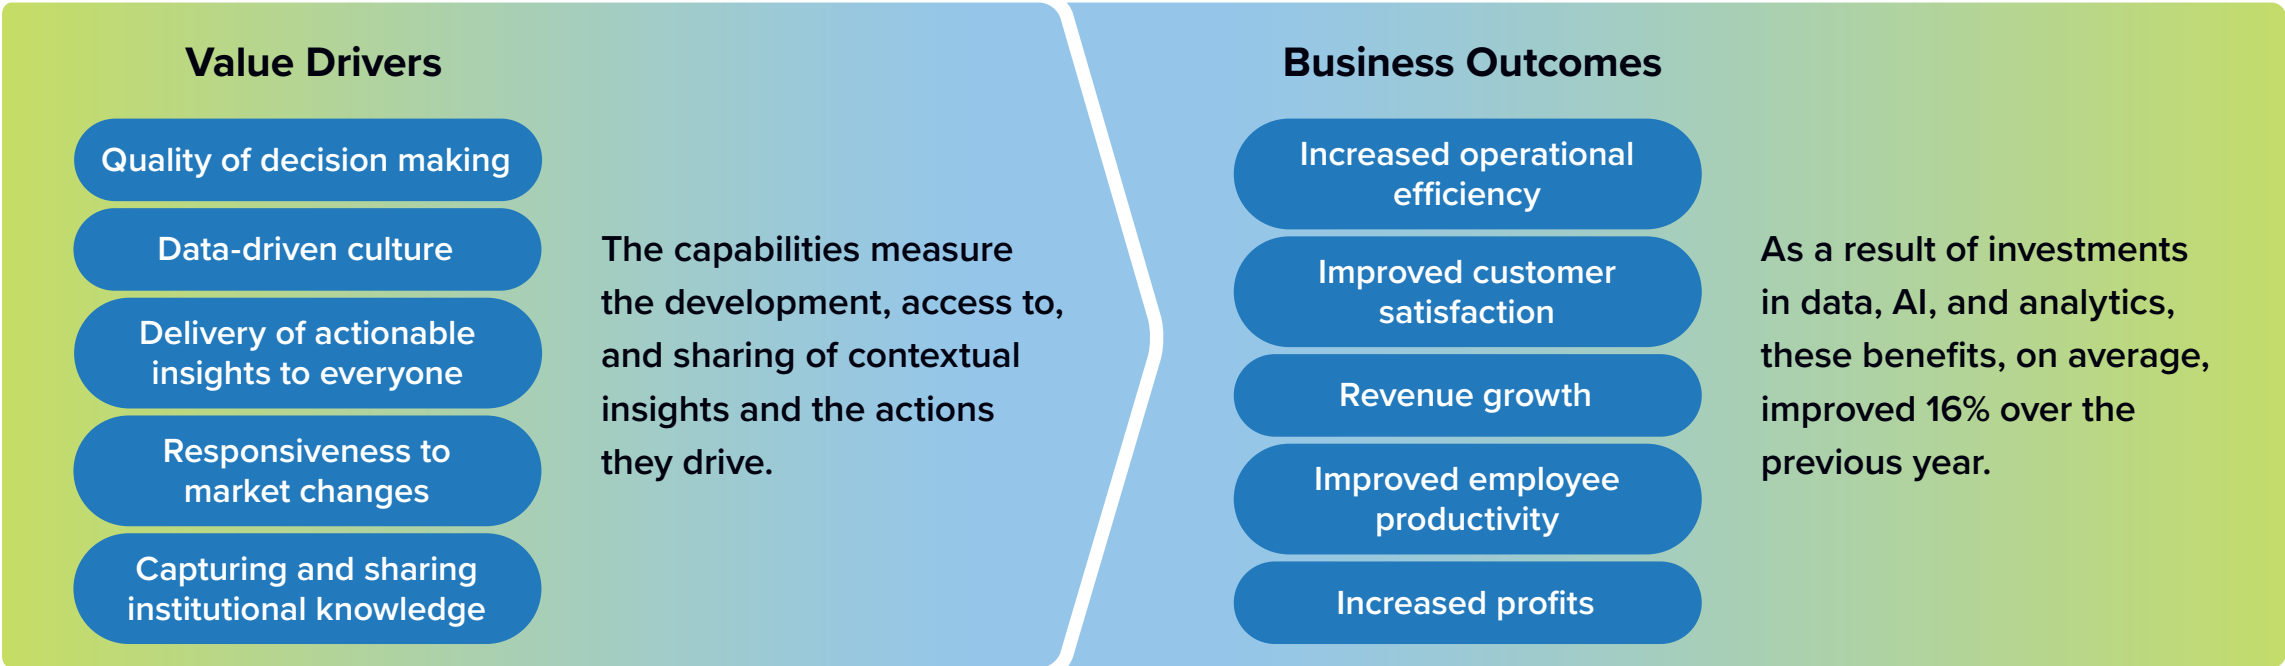 Value Drivers
Quality of decision making
Data-driven culture
Delivery of actionable
insights to everyone
Responsiveness to
market changes
Capturing and sharing
institutional knowledge
The capabilities measure
the development, access to,
and sharing of contextual
insights and the actions
they drive.
Business Outcomes
Increased operational
efficiency
Improved customer
satisfaction
Revenue growth
Improved employee
productivity
Increased profits
As a result of investments
in data, AI, and analytics,
these benefits, on average,
improved 16% over the
previous year.